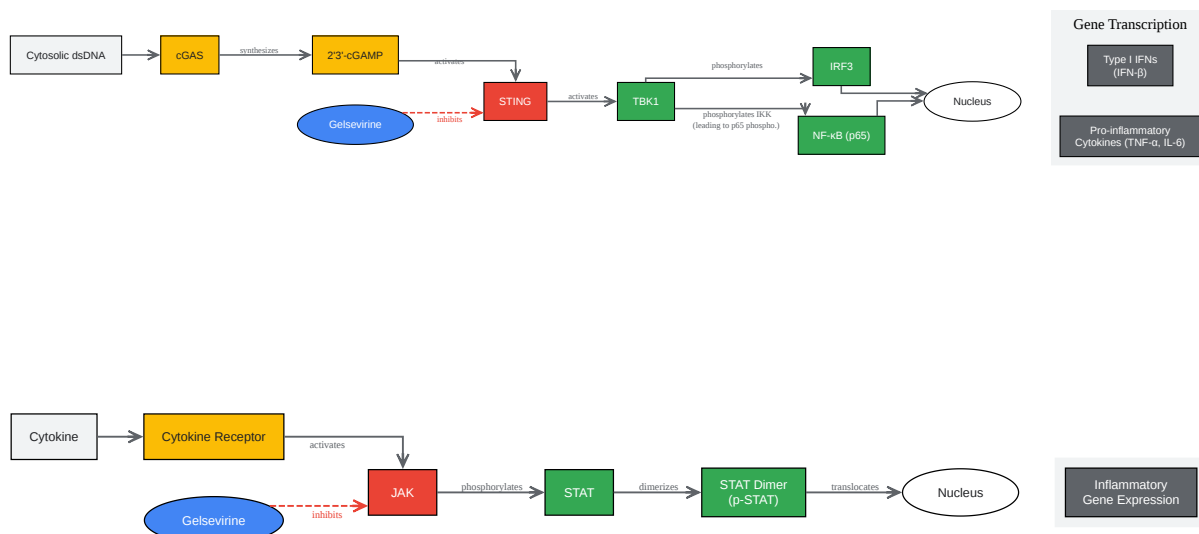 Gene Transcription
Cytosolic dsDNA
cGAS
synthesizes
2'3'-cGAMP
activates
STING
Gelsevirine
inhibits
activates
TBK1
phosphorylates
IRF3
phosphorylates IKK
(leading to p65 phospho.)
NF-κB (p65)
Nucleus
Type I IFNs
(IFN-β)
Pro-inflammatory
Cytokines (TNF-α, IL-6)
Cytokine
Cytokine Receptor
activates
JAK
Gelsevirine
inhibits
phosphorylates
STAT
dimerizes
STAT Dimer
(p-STAT)
translocates
Nucleus
Inflammatory
Gene Expression